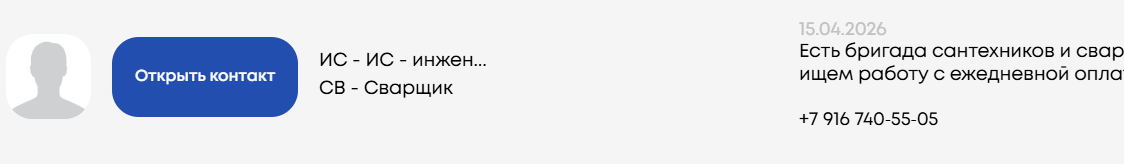 Открыть контакт
ИС - ИС - инжен...
СВ - Сварщик
15.04.2026
Есть бригада сантехников и свар
ищем работу с ежедневной опла
+7 916 740-55-05